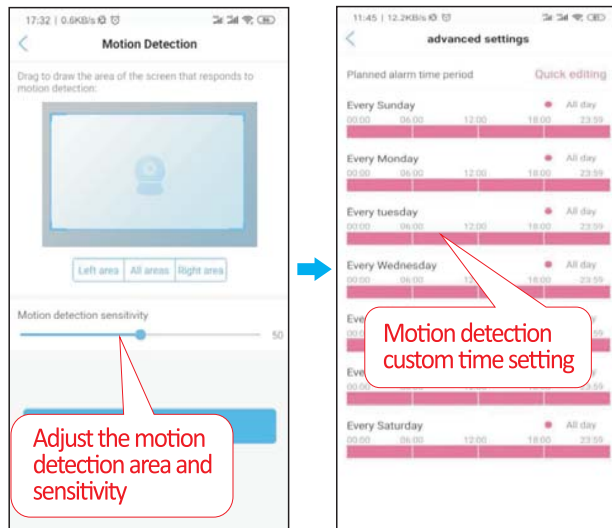 17:32 | 0.6KB/s
Motion Detection
Drag to draw the area of the screen that responds to
motion detection:
Left area All areas Right area
Motion detection sensitivity
50
Adjust the motion
detection area and
sensitivity
11:45 | 12.2KB/s
advanced settings
Planned alarm time period Quick editing
Every Sunday All day
00:00 06:00 12:00 18:00 23:59
Every Monday All day
00:00 06:00 12:00 18:00 23:59
Every tuesday All day
00:00 06:00 12:00 18:00 23:59
Every Wednesday All day
00:00 06:00 12:00 18:00 23:59
Eve All day
Motion detection
custom time setting
Eve All day
Every Saturday All day
00:00 06:00 12:00 18:00 23:59